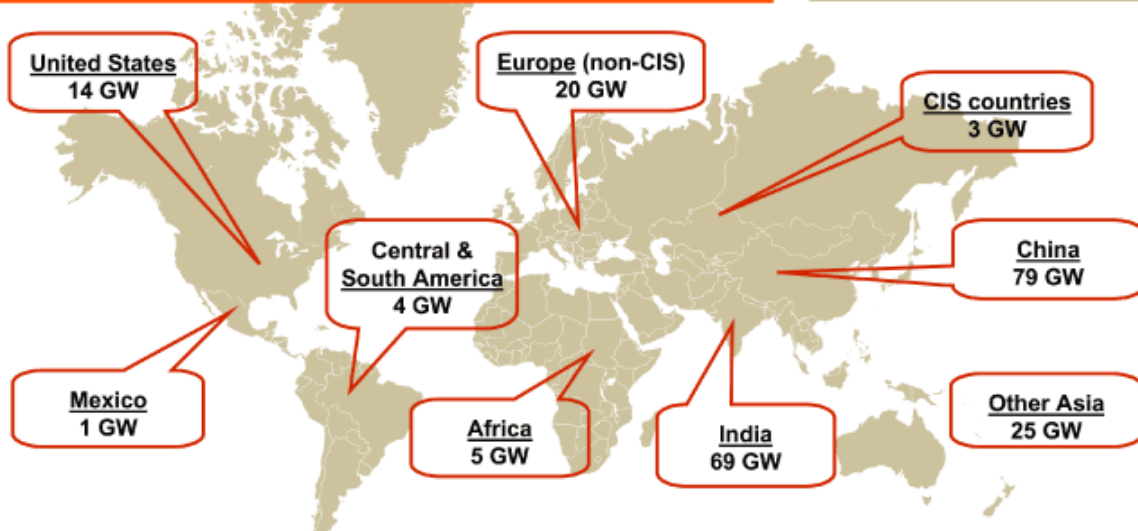 United States
14 GW
Europe (non-CIS)
20 GW
CIS countries
3 GW
Central &
South America
4 GW
China
79 GW
Mexico
1 GW
Africa
5 GW
India
69 GW
Other Asia
25 GW